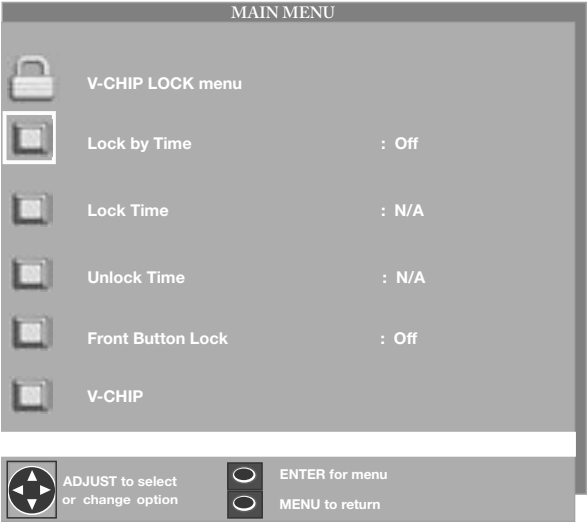 MAIN MENU
V-CHIP LOCK menu
Lock by Time : Off
Lock Time : N/A
Unlock Time : N/A
Front Button Lock : Off
V-CHIP
ADJUST to select
or change option
ENTER for menu
MENU to return